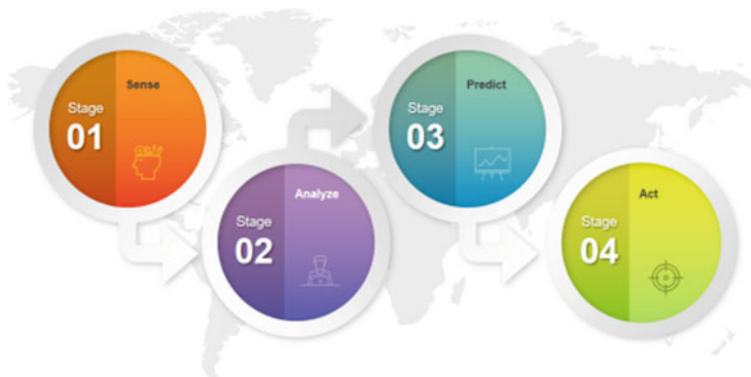 Stage
01
Sense
Stage
02
Analyze
Stage
03
Predict
Stage
04
Act